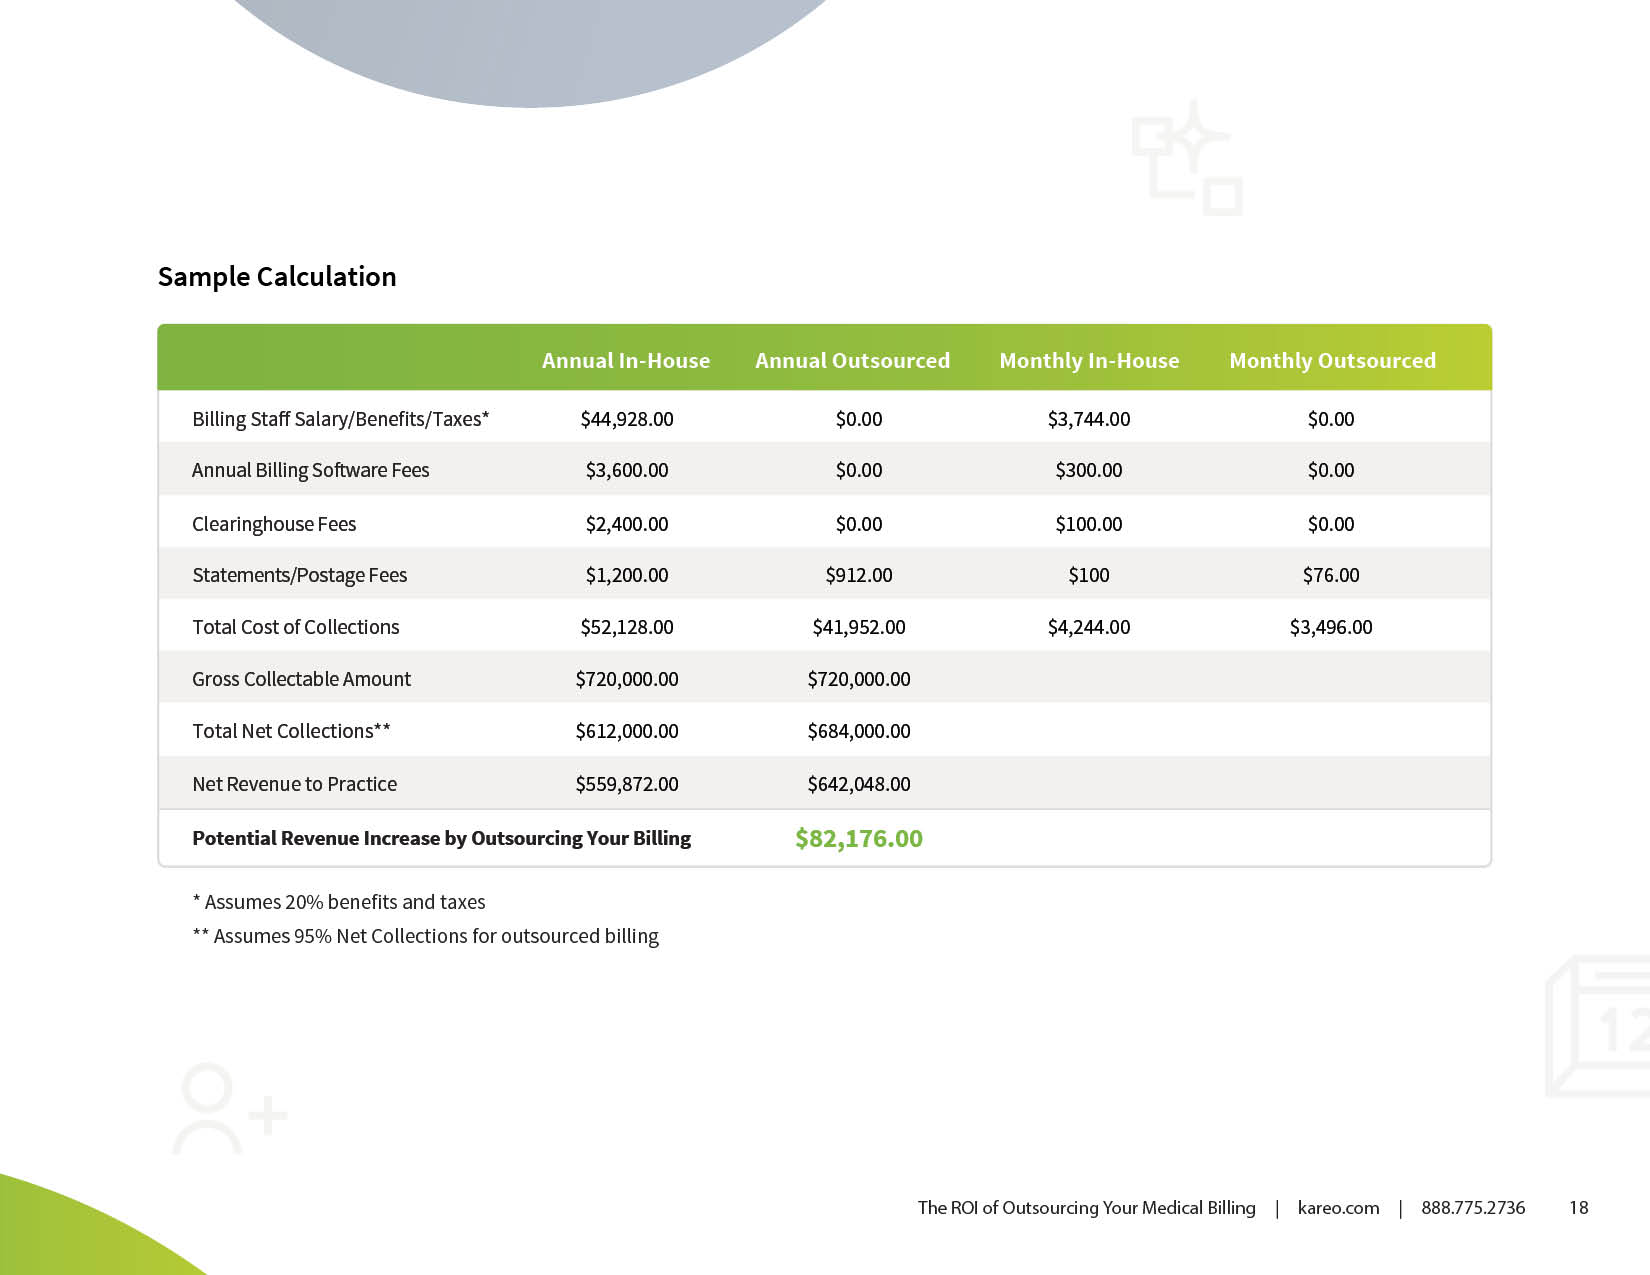 Sample Calculation
Annual In-House Annual Outsourced Monthly In-House Monthly Outsourced
Billing Staff Salary/Benefits/Taxes* $44,928.00 $0.00 $3,744.00 $0.00
Annual Billing Software Fees $3,600.00 $0.00 $300.00 $0.00
Clearinghouse Fees $2,400.00 $0.00 $100.00 $0.00
Statements/Postage Fees $1,200.00 $912.00 $100 $76.00
Total Cost of Collections $52,128.00 $41,952.00 $4,244.00 $3,496.00
Gross Collectable Amount $720,000.00 $720,000.00
Total Net Collections** $612,000.00 $684,000.00
Net Revenue to Practice $559,872.00 $642,048.00
Potential Revenue Increase by Outsourcing Your Billing $82,176.00
* Assumes 20% benefits and taxes
** Assumes 95% Net Collections for outsourced billing
12
The ROI of Outsourcing Your Medical Billing | kareo.com | 888.775.2736 18